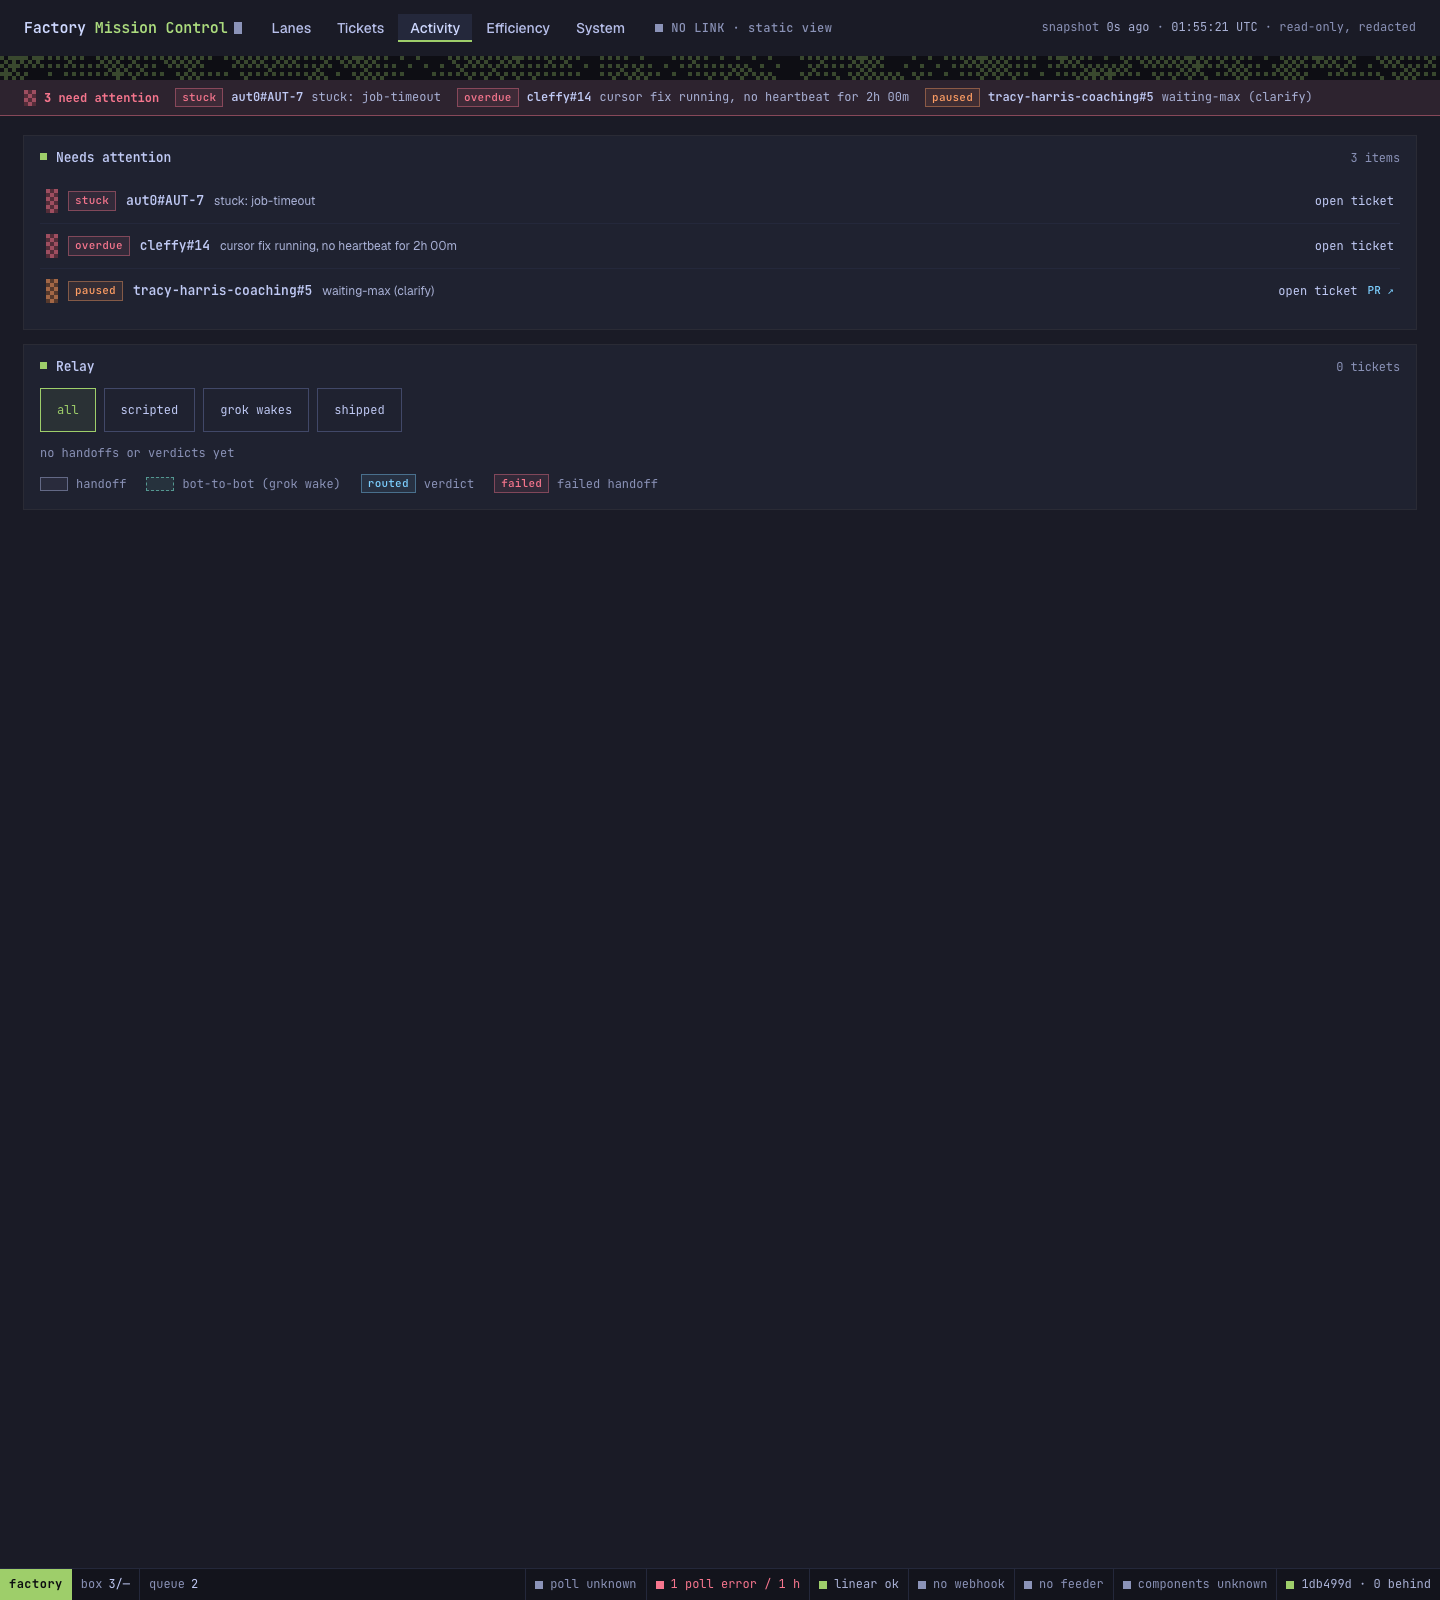 Factory Mission Control Lanes Tickets Activity Efficiency System NO LINK · static view snapshot 0s ago · 01:55:21 UTC · read-only, redacted
3 need attention stuck aut0#AUT-7 stuck: job-timeout overdue cleffy#14 cursor fix running, no heartbeat for 2h 00m paused tracy-harris-coaching#5 waiting-max (clarify)
Needs attention 3 items
stuck aut0#AUT-7 stuck: job-timeout open ticket
overdue cleffy#14 cursor fix running, no heartbeat for 2h 00m open ticket
paused tracy-harris-coaching#5 waiting-max (clarify) open ticket PR ↗
Relay 0 tickets
all scripted grok wakes shipped
no handoffs or verdicts yet
handoff bot-to-bot (grok wake) routed verdict failed failed handoff
factory box 3/— queue 2 poll unknown 1 poll error / 1 h linear ok no webhook no feeder components unknown 1db499d · 0 behind